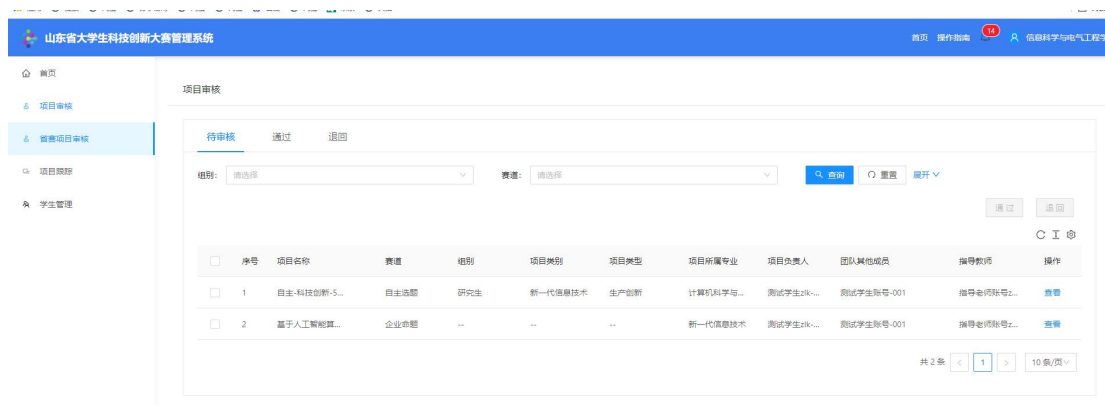 山东省大学生科技创新大赛管理系统 首页 操作指南 14 信息科学与电气工程学
首页
项目审核
省赛项目审核
项目跟踪
学生管理
项目审核
待审核 通过 退回
组别: 请选择 赛道: 请选择 查询 重置 展开
通过 退回
序号 项目名称 赛道 组别 项目类别 项目类型 项目所属专业 项目负责人 团队其他成员 指导教师 操作
1 自主-科技创新-5... 自主选题 研究生 新一代信息技术 生产创新 计算机科学与... 测试学生zlk-... 测试学生账号-001 指导老师账号z... 查看
2 基于人工智能算... 企业命题 -- -- -- 新一代信息技术 测试学生zlk-... 测试学生账号-001 指导老师账号z... 查看
共 2 条 < 1 > 10 条/页